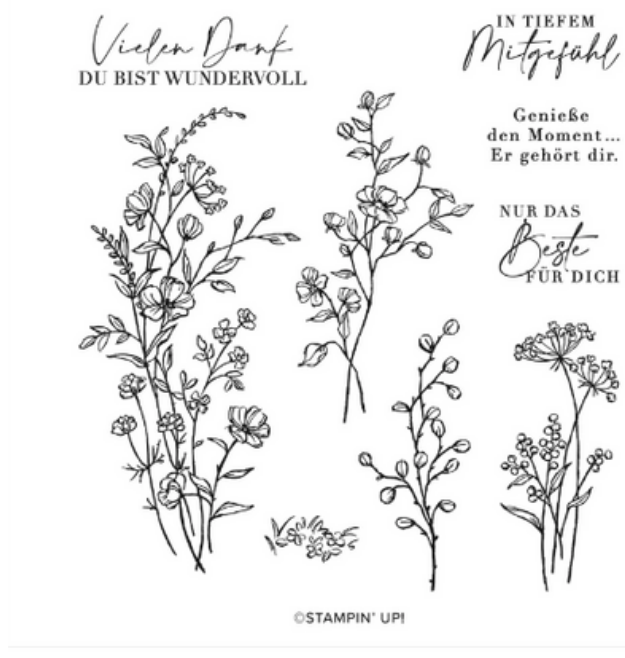 Vielen Dank
DU BIST WUNDERVOLL
IN TIEFEM
Mitgefühl
Genieße
den Moment...
Er gehört dir.
NUR DAS
Beste
FÜR DICH
©STAMPIN' UP!